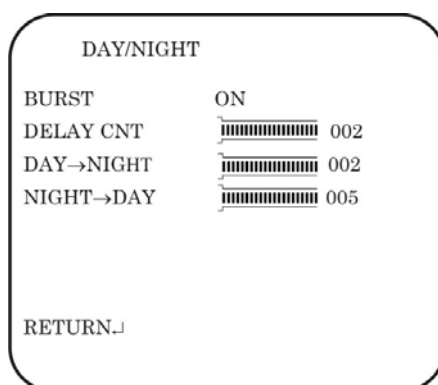 DAY/NIGHT
BURST ON
DELAY CNT 002
DAY→NIGHT 002
NIGHT→DAY 005
RETURN↵